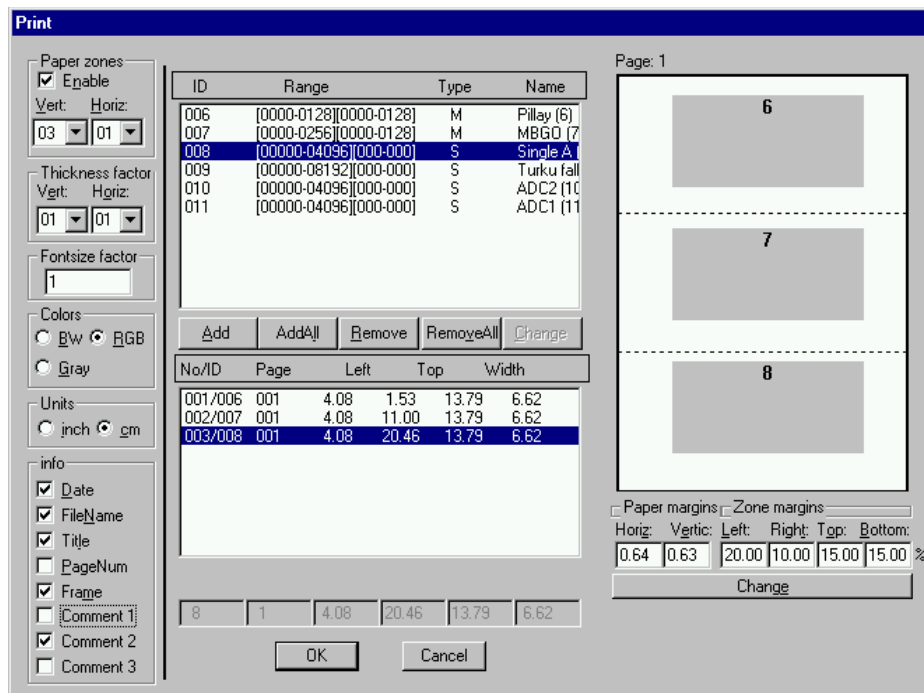 Print
Paper zones
Enable
Vert: Horiz:
03 01
Thickness factor
Vert: Horiz:
01 01
Fontsize factor
1
Colors
BW RGB
Gray
Units
inch cm
info
Date
FileName
Title
PageNum
Frame
Comment 1
Comment 2
Comment 3
ID Range Type Name
006 [0000-0128][0000-0128] M Pillay (6)
007 [0000-0256][0000-0128] M MBGO (7
008 [00000-04096][000-000] S Single A (
009 [00000-08192][000-000] S Turku fall
010 [00000-04096][000-000] S ADC2 (10
011 [00000-04096][000-000] S ADC1 (11
Add AddAll Remove RemoveAll Change
No/ID Page Left Top Width
001/006 001 4.08 1.53 13.79 6.62
002/007 001 4.08 11.00 13.79 6.62
003/008 001 4.08 20.46 13.79 6.62
8 1 4.08 20.46 13.79 6.62
OK Cancel
Page: 1
6
7
8
Paper margins Zone margins
Horiz: Vertic: Left: Right: Top: Bottom:
0.64 0.63 20.00 10.00 15.00 15.00 %
Change